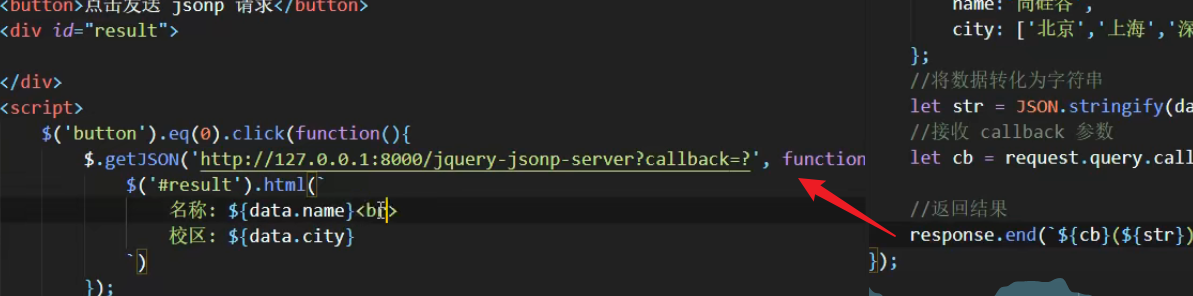 <button>点击发送 jsonp 请求</button>
<div id="result">
</div>
<script>
$('button').eq(0).click(function(){
$.getJSON('http://127.0.0.1:8000/jquery-jsonp-server?callback=?', function
$('#result').html(`
名称: ${data.name}<br>
校区: ${data.city}
`)
});
name: '尚硅谷',
city: ['北京','上海','深
};
//将数据转化为字符串
let str = JSON.stringify(da
//接收 callback 参数
let cb = request.query.call
//返回结果
response.end(`${cb}(${str})
});